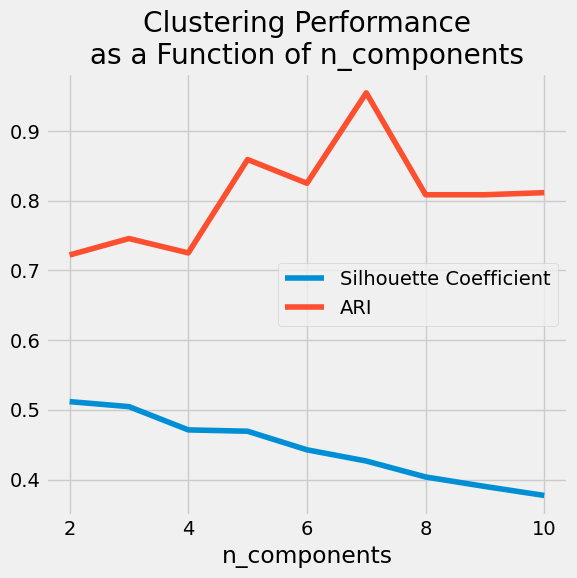 Clustering Performance
as a Function of n_components
0.9
0.8
0.7
0.6
0.5
0.4
Silhouette Coefficient
ARI
2 4 6 8 10
n_components